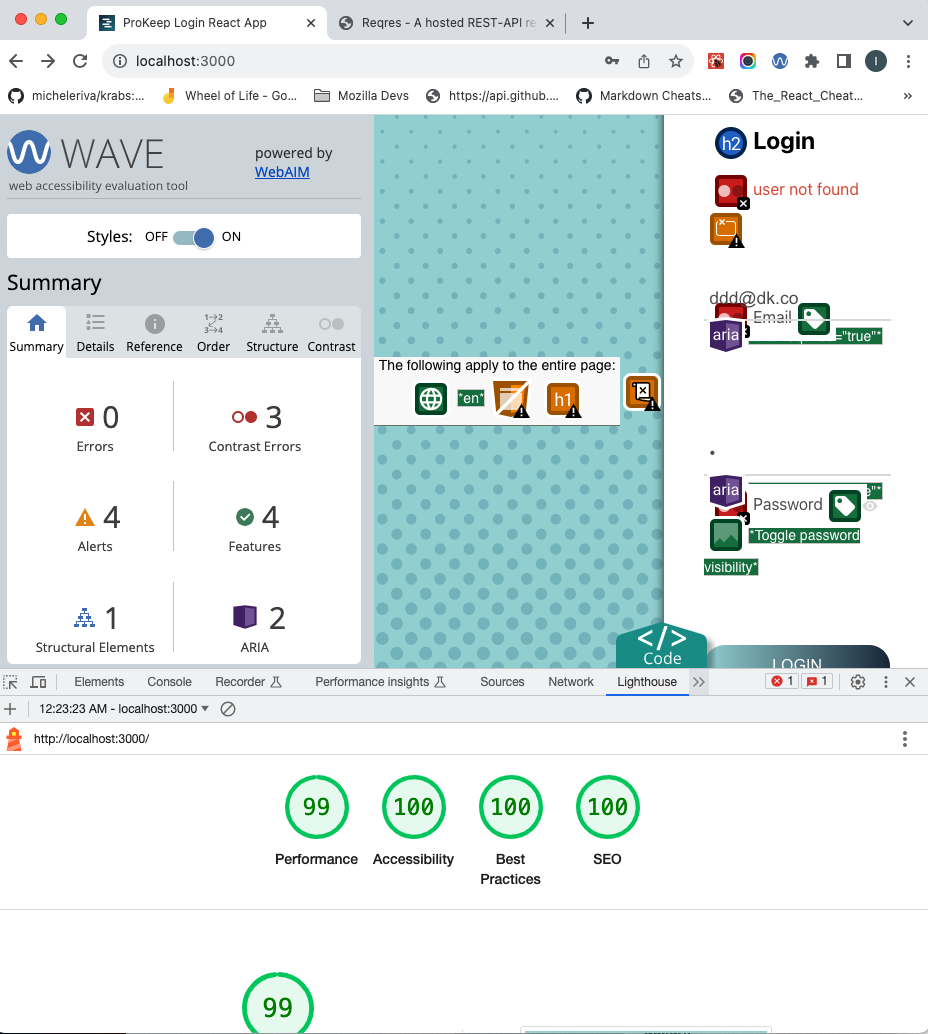 ProKeep Login React App
Reqres - A hosted REST-API re
localhost:3000
I
micheleriva/krabs:...
Wheel of Life - Go...
Mozilla Devs
https://api.github....
Markdown Cheats...
The_React_Cheat...
»
WAVE
web accessibility evaluation tool
powered by
WebAIM
Styles: OFF ON
Summary
Summary
Details
Reference
Order
Structure
Contrast
0
Errors
3
Contrast Errors
4
Alerts
4
Features
1
Structural Elements
2
ARIA
The following apply to the entire page:
*en*
h1
h2 Login
user not found
ddd@dk.co
Email
aria
="true"*
•
aria
e"*
Password
*Toggle password
visibility*
</>
Code
LOGIN
Elements
Console
Recorder
Performance insights
Sources
Network
Lighthouse
1
1
12:23:23 AM - localhost:3000
http://localhost:3000/
99
100
100
100
Performance
Accessibility
Best
Practices
SEO
99